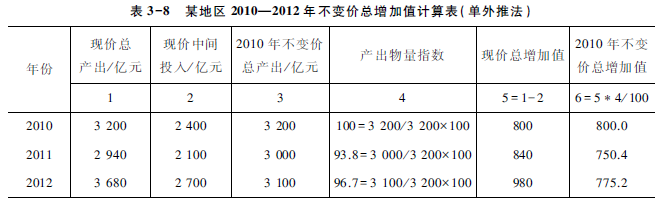 表 3-8 某地区 2010—2012 年不变价总增加值计算表(单外推法)
年份 现价总产出/亿元 现价中间投入/亿元 2010 年不变价总产出/亿元 产出物量指数 现价总增加值 2010 年不变价总增加值
1 2 3 4 5=1-2 6=5*4/100
2010 3 200 2 400 3 200 100=3 200/3 200×100 800 800.0
2011 2 940 2 100 3 000 93.8=3 000/3 200×100 840 750.4
2012 3 680 2 700 3 100 96.7=3 100/3 200×100 980 775.2